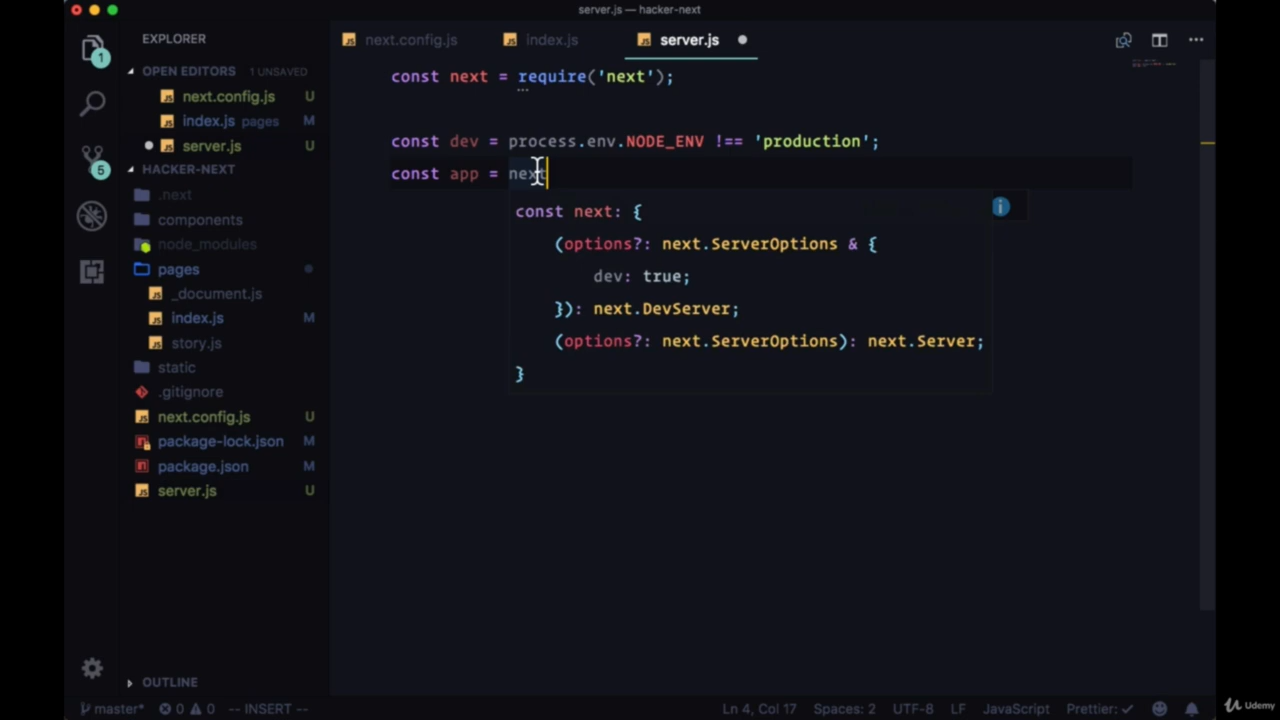 server.js — hacker-next
EXPLORER
OPEN EDITORS 1 UNSAVED
next.config.js U
index.js pages M
server.js U
HACKER-NEXT
.next
components
node_modules
pages
_document.js
index.js M
story.js
static
.gitignore
next.config.js U
package-lock.json M
package.json M
server.js U
OUTLINE
1
5
next.config.js index.js server.js
const next = require('next');
const dev = process.env.NODE_ENV !== 'production';
const app = next
const next: {
(options?: next.ServerOptions & {
dev: true;
}): next.DevServer;
(options?: next.ServerOptions): next.Server;
}
master* 0 0 -- INSERT -- Ln 4, Col 17 Spaces: 2 UTF-8 LF JavaScript Prettier: ✓
Udemy